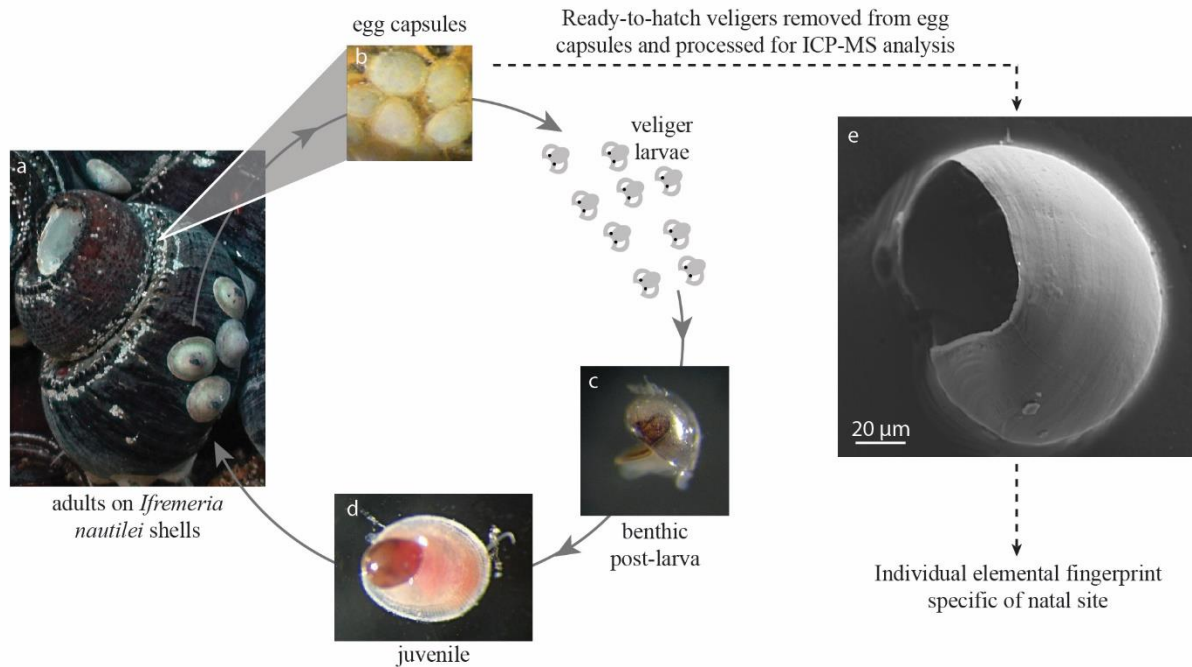 egg capsules
Ready-to-hatch veligers removed from egg
capsules and processed for ICP-MS analysis
b
veliger
larvae
a
e
20 µm
c
adults on Ifremeria
nautilei shells
d
benthic
post-larva
juvenile
Individual elemental fingerprint
specific of natal site